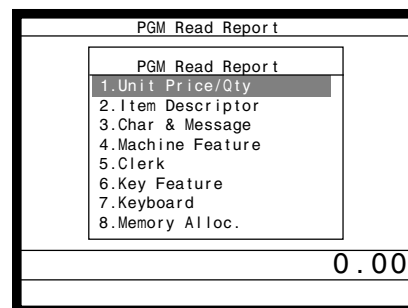 PGM Read Report
PGM Read Report
1.Unit Price/Qty
2.Item Descriptor
3.Char & Message
4.Machine Feature
5.Clerk
6.Key Feature
7.Keyboard
8.Memory Alloc.
0.00